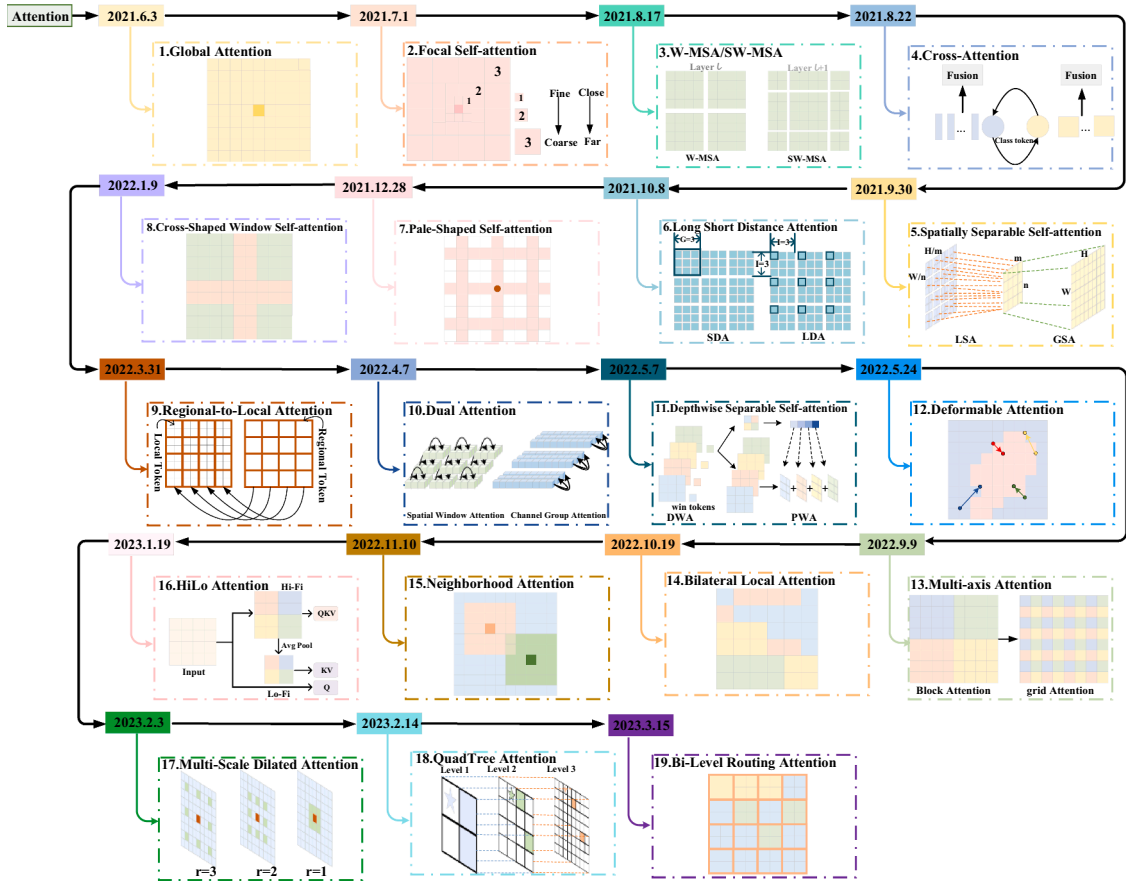 Attention
2021.6.3
2021.7.1
2021.8.17
2021.8.22
1.Global Attention
2.Focal Self-attention
3
2
1
1
2
3
Fine
Close
Coarse
Far
3.W-MSA/SW-MSA
Layer ℓ
Layer ℓ+1
W-MSA
SW-MSA
4.Cross-Attention
Fusion
Fusion
...
Class token
...
2022.1.9
2021.12.28
2021.10.8
2021.9.30
8.Cross-Shaped Window Self-attention
7.Pale-Shaped Self-attention
6.Long Short Distance Attention
G=3
I=3
I=3
SDA
LDA
5.Spatially Separable Self-attention
H/m
W/n
m
n
H
W
LSA
GSA
2022.3.31
2022.4.7
2022.5.7
2022.5.24
9.Regional-to-Local Attention
Local Token
Regional Token
10.Dual Attention
Spatial Window Attention
Channel Group Attention
11.Depthwise Separable Self-attention
win tokens
DWA
+
+
+
PWA
12.Deformable Attention
2023.1.19
2022.11.10
2022.10.19
2022.9.9
16.HiLo Attention
Hi-Fi
QKV
Avg Pool
Input
KV
Q
Lo-Fi
15.Neighborhood Attention
14.Bilateral Local Attention
13.Multi-axis Attention
Block Attention
grid Attention
2023.2.3
2023.2.14
2023.3.15
17.Multi-Scale Dilated Attention
r=3
r=2
r=1
18.QuadTree Attention
Level 1
Level 2
Level 3
19.Bi-Level Routing Attention